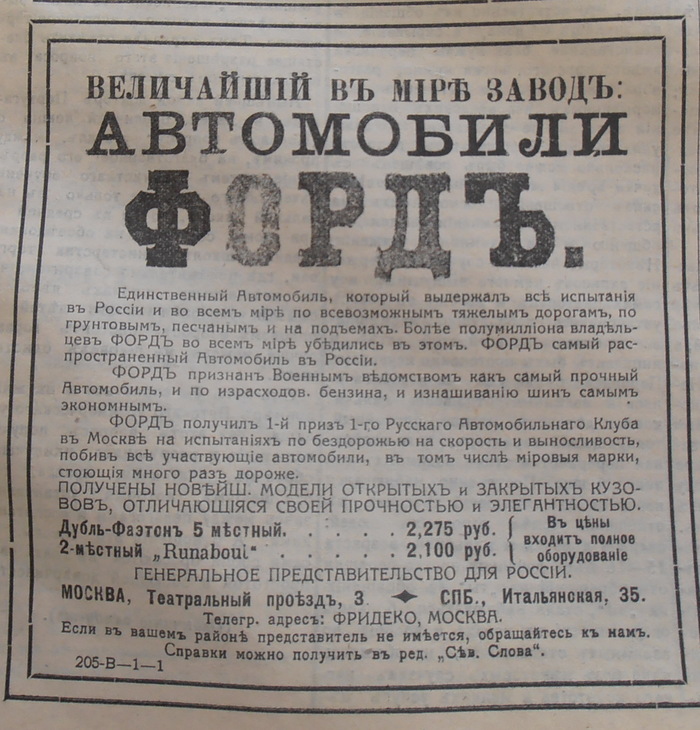 ВЕЛИЧАЙШІЙ ВЪ МІРѢ ЗАВОДЪ:
АВТОМОБИЛИ
ФОРДЪ.
Единственный Автомобиль, который выдержалъ всѣ испытанія
въ Россіи и во всемъ мірѣ по всевозможнымъ тяжелымъ дорогамъ, по
грунтовымъ, песчанымъ и на подъемахъ. Болѣе полумилліона владѣль-
цевъ ФОРДЪ во всемъ мірѣ убѣдились въ этомъ. ФОРДЪ самый рас-
пространенный Автомобиль въ Россіи.
ФОРДЪ признанъ Военнымъ вѣдомствомъ какъ самый прочный
Автомобиль, и по израсходов. бензина, и изнашиванію шинъ самымъ
экономнымъ.
ФОРДЪ получилъ 1-й призъ 1-го Русскаго Автомобильнаго Клуба
въ Москвѣ на испытаніяхъ по бездорожью на скорость и выносливость,
побивъ всѣ участвующіе автомобили, въ томъ числѣ міровыя марки,
стоющія много разъ дороже.
ПОЛУЧЕНЫ НОВѢЙШ. МОДЕЛИ ОТКРЫТЫХЪ и ЗАКРЫТЫХЪ КУЗО-
ВОВЪ, ОТЛИЧАЮЩІЯСЯ СВОЕЙ ПРОЧНОСТЬЮ и ЭЛЕГАНТНОСТЬЮ.
Дубль-Фаэтонъ 5 мѣстный. . . . . . 2,275 руб.
2-мѣстный „Runabout“ . . . . . 2,100 руб.
Въ цѣны
входитъ полное
оборудованіе
ГЕНЕРАЛЬНОЕ ПРЕДСТАВИТЕЛЬСТВО ДЛЯ РОССІИ.
МОСКВА, Театральный проѣздъ, 3 ✦ СПБ., Итальянская, 35.
Телегр. адресъ: ФРИДЕКО, МОСКВА.
Если въ вашемъ районѣ представитель не имѣется, обращайтесь къ намъ.
Справки можно получить въ ред. „Сѣв. Слова“.
205-В—1—1